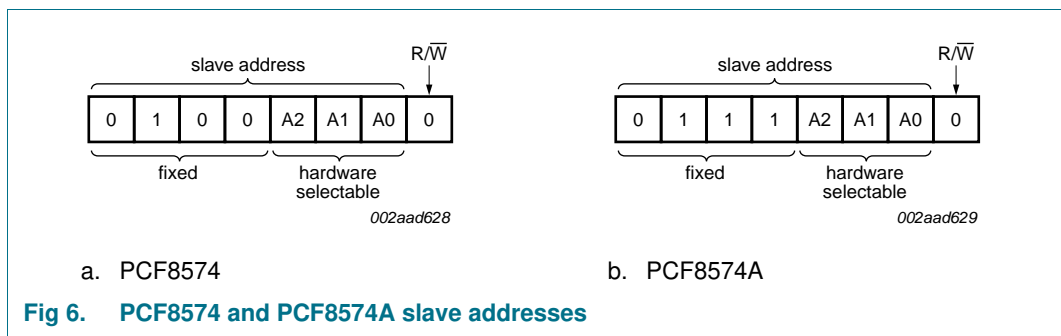 R/W̅
slave address
0 1 0 0 A2 A1 A0 0
fixed
hardware
selectable
002aad628
a. PCF8574
R/W̅
slave address
0 1 1 1 A2 A1 A0 0
fixed
hardware
selectable
002aad629
b. PCF8574A
Fig 6. PCF8574 and PCF8574A slave addresses